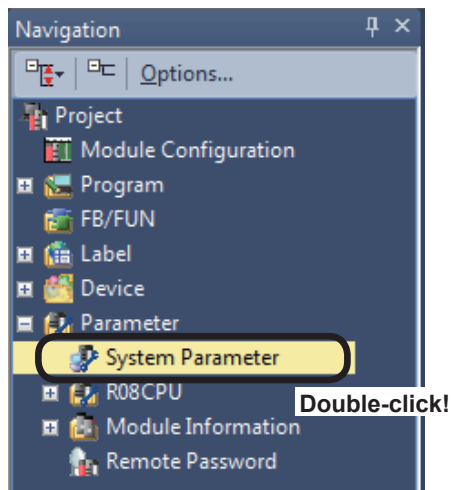 Navigation
Options...
Project
Module Configuration
Program
FB/FUN
Label
Device
Parameter
System Parameter
R08CPU
Double-click!
Module Information
Remote Password